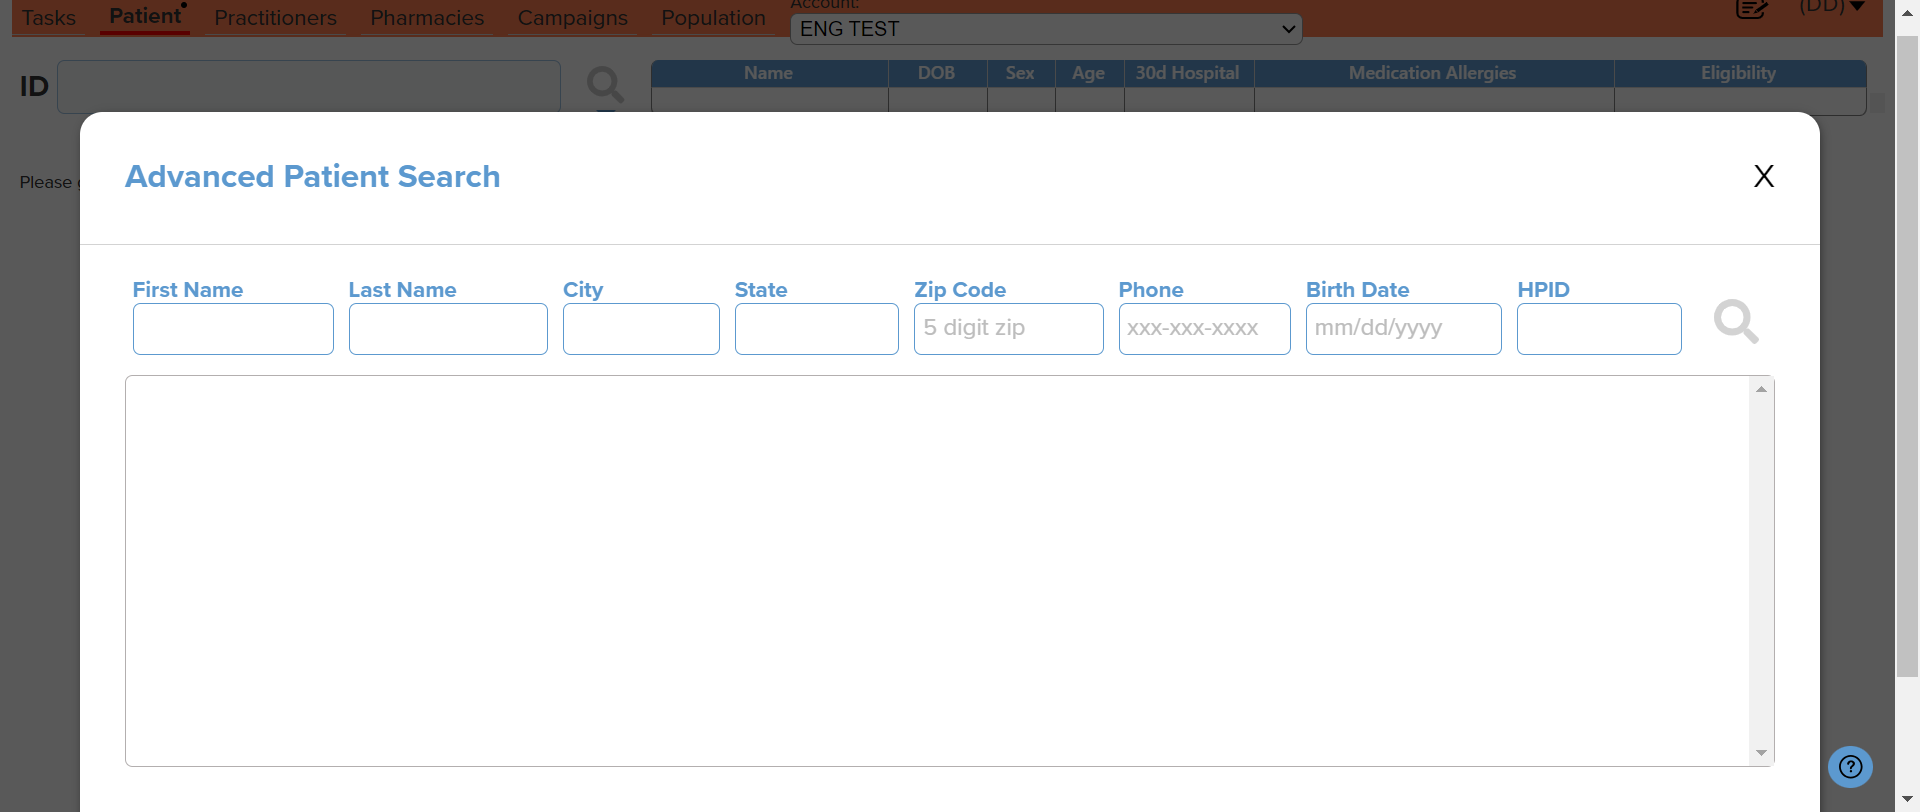 Tasks Patient Practitioners Pharmacies Campaigns Population Account: (DD)
ENG TEST
ID Name DOB Sex Age 30d Hospital Medication Allergies Eligibility
Please
Advanced Patient Search X
First Name Last Name City State Zip Code Phone Birth Date HPID
5 digit zip xxx-xxx-xxxx mm/dd/yyyy
?